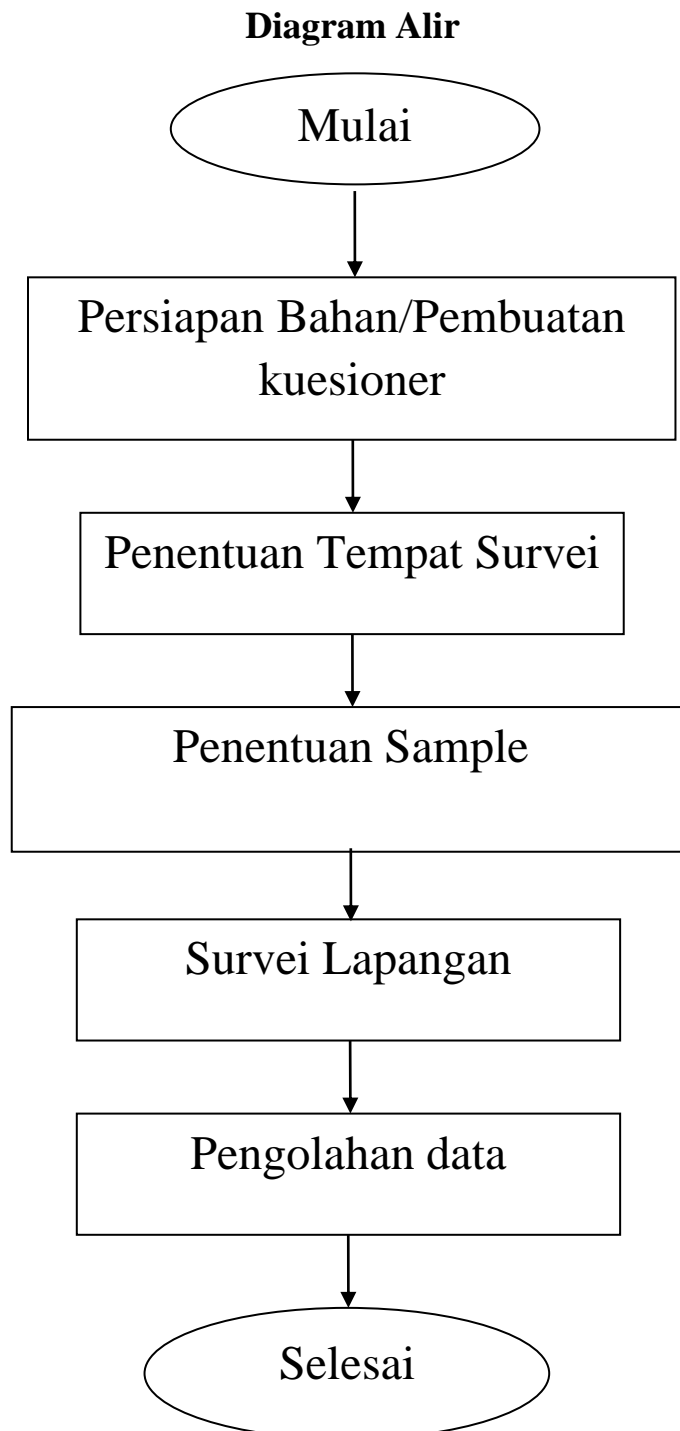 Diagram Alir
Mulai
Persiapan Bahan/Pembuatan
kuesioner
Penentuan Tempat Survei
Penentuan Sample
Survei Lapangan
Pengolahan data
Selesai